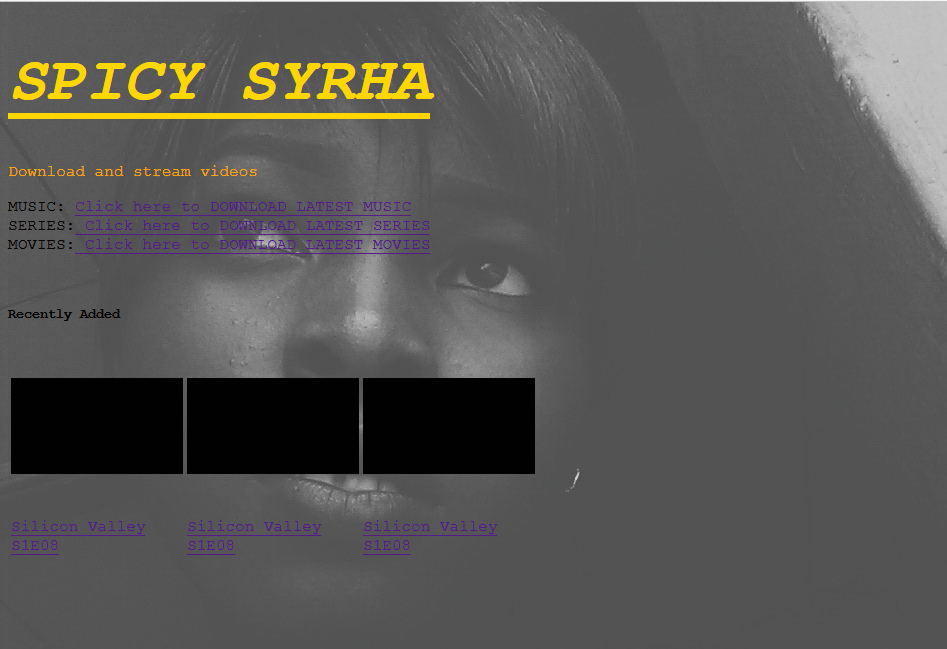 SPICY SYRHA
Download and stream videos
MUSIC: Click here to DOWNLOAD LATEST MUSIC
SERIES: Click here to DOWNLOAD LATEST SERIES
MOVIES: Click here to DOWNLOAD LATEST MOVIES
Recently Added
Silicon Valley Silicon Valley Silicon Valley
S1E08 S1E08 S1E08